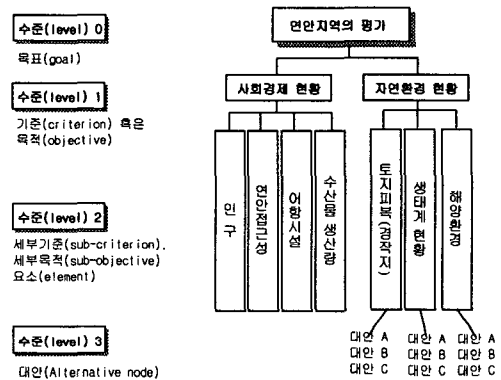 수준(level) 0
목표(goal)
수준(level) 1
기준(criterion) 혹은
목적(objective)
수준(level) 2
세부기준(sub-criterion),
세부목적(sub-objective)
요소(element)
수준(level) 3
대안(Alternative node)
연안지역의 평가
사회경제 현황
자연환경 현황
인구
연안접근성
어항시설
수산물 생산량
토지피복(경작지)
생태계 현황
해양환경
대안 A 대안 A 대안 A
대안 B 대안 B 대안 B
대안 C 대안 C 대안 C